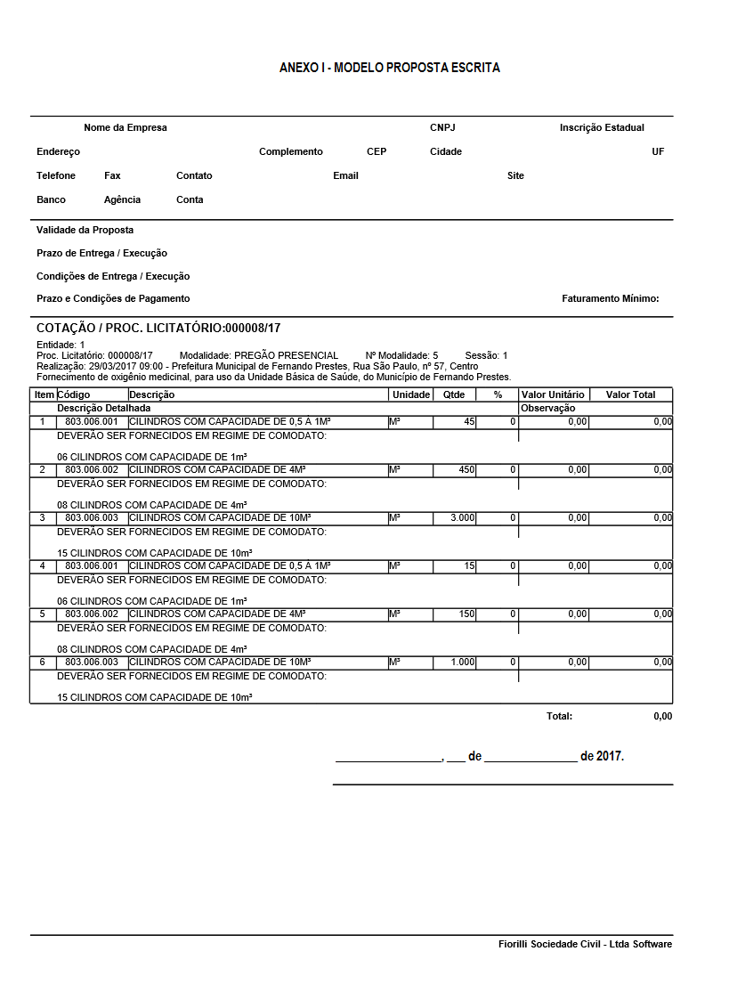 ANEXO I - MODELO PROPOSTA ESCRITA
Nome da Empresa CNPJ Inscrição Estadual
Endereço Complemento CEP Cidade UF
Telefone Fax Contato Email Site
Banco Agência Conta
Validade da Proposta
Prazo de Entrega / Execução
Condições de Entrega / Execução
Prazo e Condições de Pagamento Faturamento Mínimo:
COTAÇÃO / PROC. LICITATÓRIO:000008/17
Entidade: 1
Proc. Licitatório: 000008/17 Modalidade: PREGÃO PRESENCIAL Nº Modalidade: 5 Sessão: 1
Realização: 29/03/2017 09:00 - Prefeitura Municipal de Fernando Prestes, Rua São Paulo, nº 57, Centro
Fornecimento de oxigênio medicinal, para uso da Unidade Básica de Saúde, do Município de Fernando Prestes.
Item Código Descrição Unidade Qtde % Valor Unitário Valor Total
Descrição Detalhada Observação
1 803.006.001 CILINDROS COM CAPACIDADE DE 0,5 À 1M³ M³ 45 0 0,00 0,00
DEVERÃO SER FORNECIDOS EM REGIME DE COMODATO:
06 CILINDROS COM CAPACIDADE DE 1m³
2 803.006.002 CILINDROS COM CAPACIDADE DE 4M³ M³ 450 0 0,00 0,00
DEVERÃO SER FORNECIDOS EM REGIME DE COMODATO:
08 CILINDROS COM CAPACIDADE DE 4m³
3 803.006.003 CILINDROS COM CAPACIDADE DE 10M³ M³ 3.000 0 0,00 0,00
DEVERÃO SER FORNECIDOS EM REGIME DE COMODATO:
15 CILINDROS COM CAPACIDADE DE 10m³
4 803.006.001 CILINDROS COM CAPACIDADE DE 0,5 À 1M³ M³ 15 0 0,00 0,00
DEVERÃO SER FORNECIDOS EM REGIME DE COMODATO:
06 CILINDROS COM CAPACIDADE DE 1m³
5 803.006.002 CILINDROS COM CAPACIDADE DE 4M³ M³ 150 0 0,00 0,00
DEVERÃO SER FORNECIDOS EM REGIME DE COMODATO:
08 CILINDROS COM CAPACIDADE DE 4m³
6 803.006.003 CILINDROS COM CAPACIDADE DE 10M³ M³ 1.000 0 0,00 0,00
DEVERÃO SER FORNECIDOS EM REGIME DE COMODATO:
15 CILINDROS COM CAPACIDADE DE 10m³
Total: 0,00
_________________, ___ de _______________ de 2017.
Fiorilli Sociedade Civil - Ltda Software